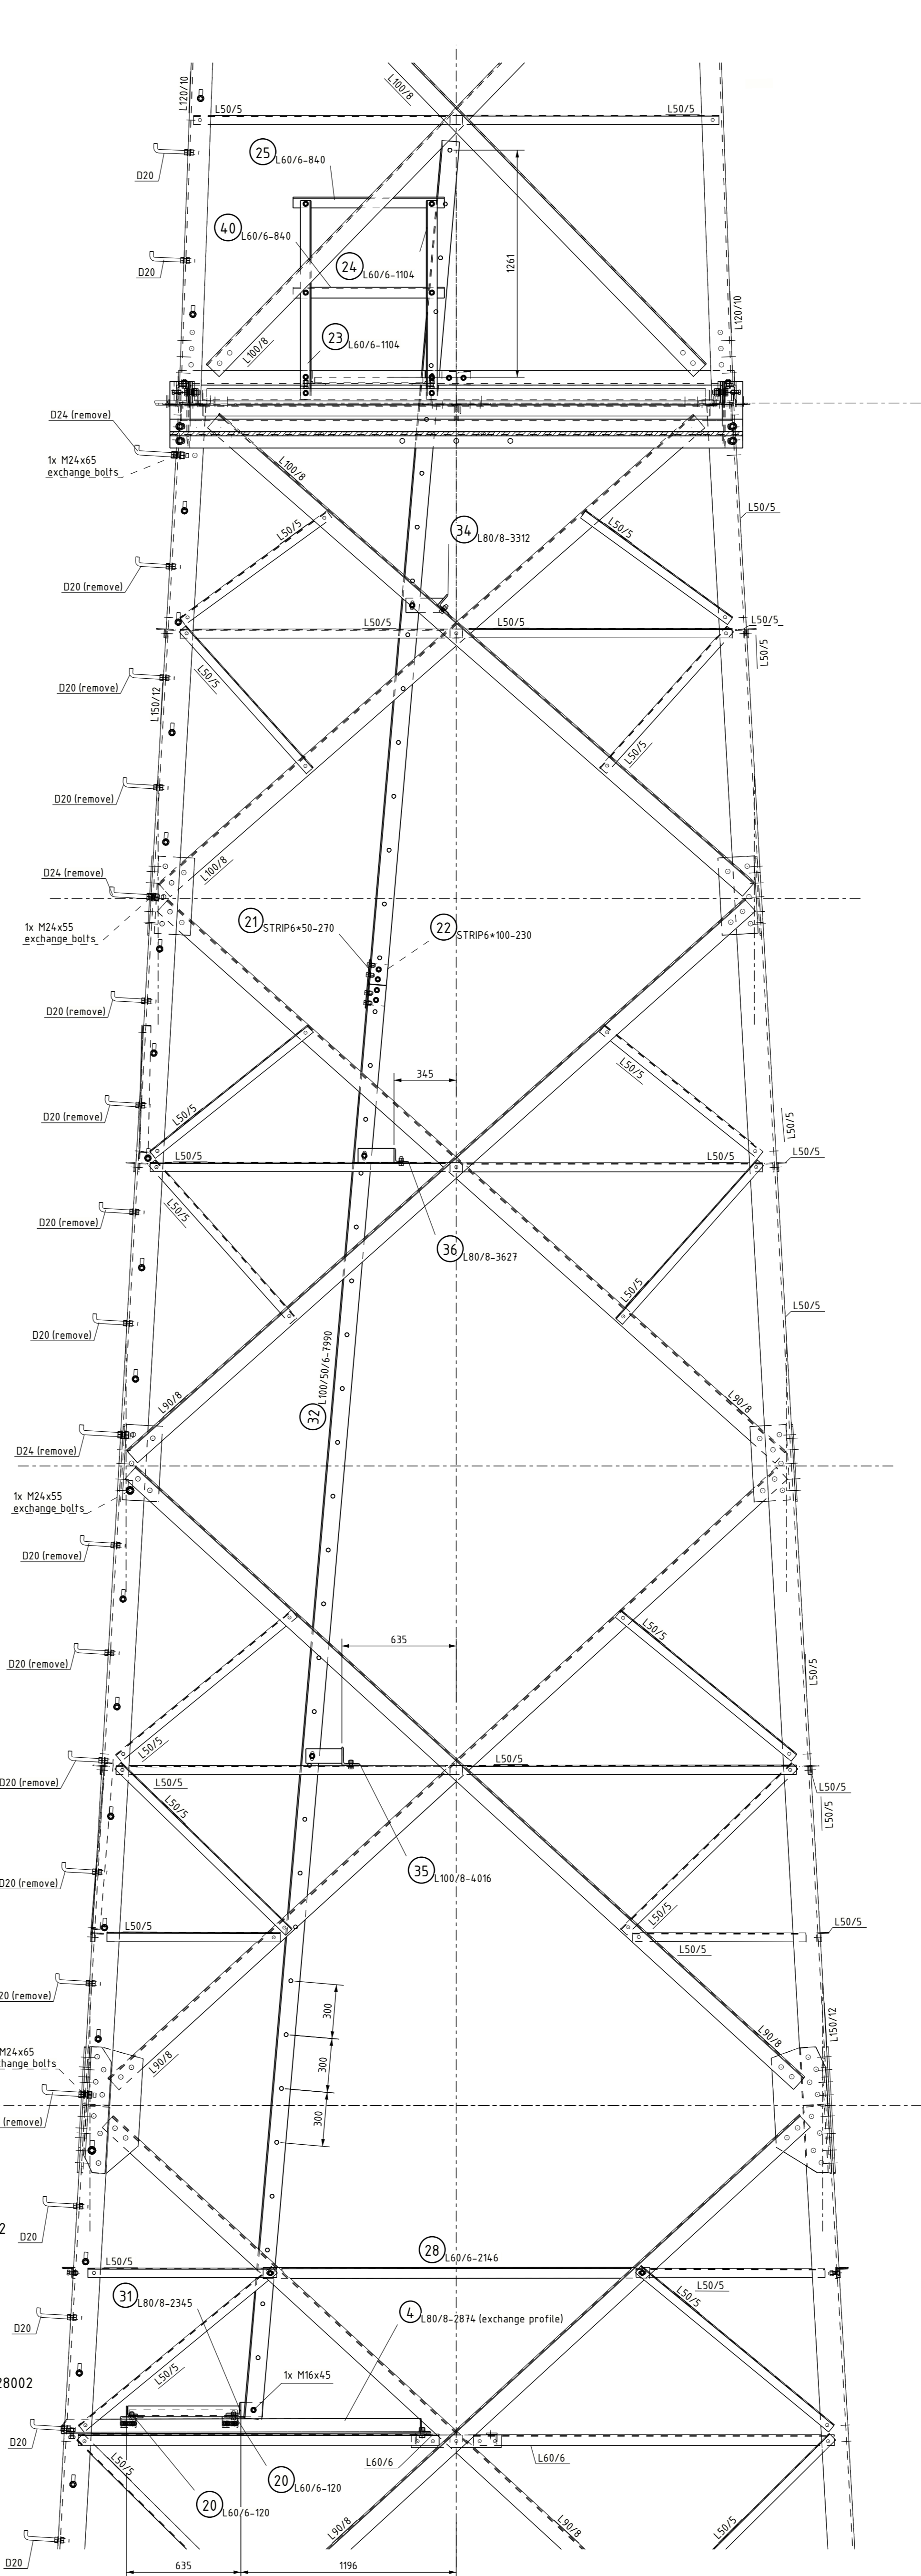 L120/10
L100/8
L50/5
L50/5
D20
25
L60/6-840
40
L60/6-840
D20
24
L60/6-1104
1261
L120/10
23
L60/6-1104
L100/8
D24 (remove)
1x M24x65
exchange bolts
L100/8
L50/5
L50/5
L50/5
34
L80/8-3312
D20 (remove)
L50/5
L50/5
L50/5
L50/5
L50/5
D20 (remove)
L150/12
L50/5
D20 (remove)
L100/8
D24 (remove)
1x M24x55
exchange bolts
21
STRIP6*50-270
22
STRIP6*100-230
D20 (remove)
345
L50/5
D20 (remove)
L50/5
L50/5
L50/5
L50/5
L50/5
L50/5
D20 (remove)
36
L80/8-3627
L50/5
L50/5
D20 (remove)
32
L100/50/6-7990
L90/8
L90/8
D24 (remove)
1x M24x55
exchange bolts
D20 (remove)
635
L50/5
D20 (remove)
L50/5
L50/5
L50/5
L50/5
D20 (remove)
L50/5
L50/5
L50/5
35
L100/8-4016
D20 (remove)
L50/5
L50/5
L50/5
L50/5
20 (remove)
300
M24x65
change bolts
300
L90/8
L90/8
L150/12
(remove)
300
2
D20
28
L60/6-2146
L50/5
L50/5
L50/5
31
L80/8-2345
4
L80/8-2874 (exchange profile)
D20
L50/5
1x M16x45
28002
D20
L60/6
L60/6
L50/5
20
L60/6-120
20
L60/6-120
L90/8
L90/8
L50/5
D20
635
1196